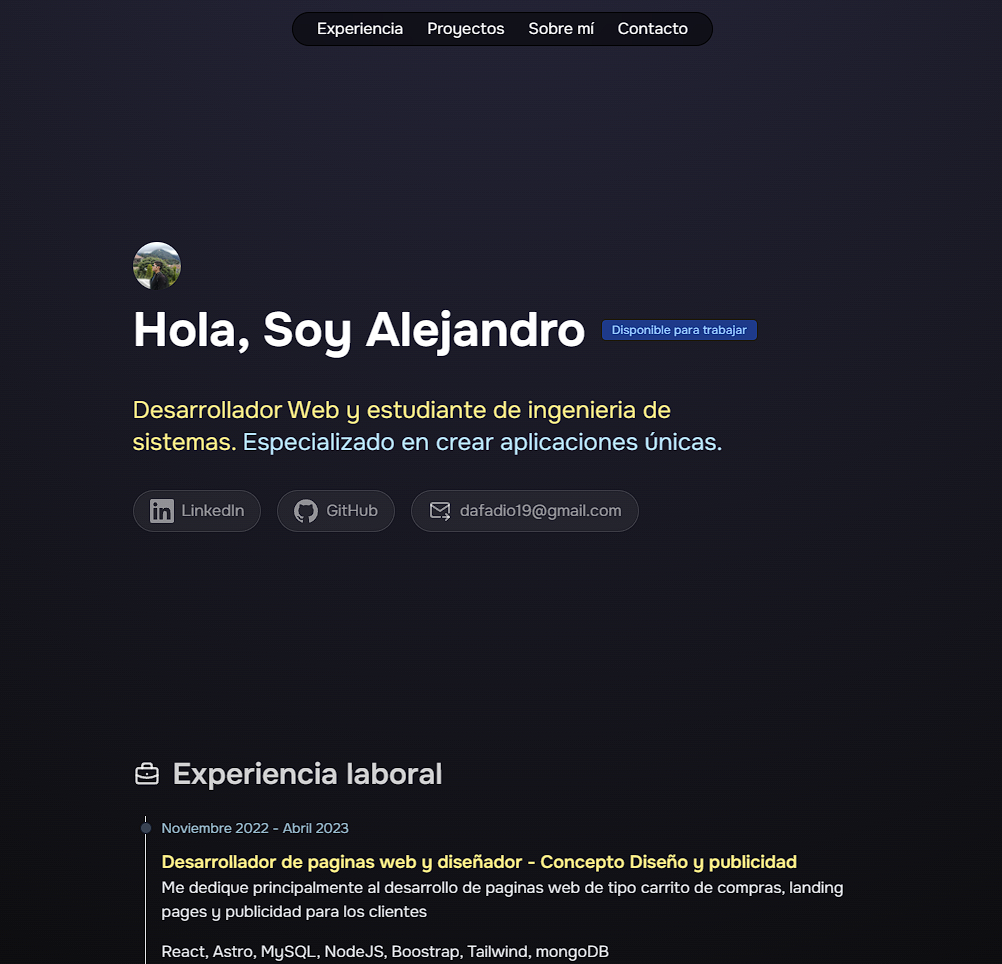 Experiencia Proyectos Sobre mí Contacto
Hola, Soy Alejandro Disponible para trabajar
Desarrollador Web y estudiante de ingenieria de
sistemas. Especializado en crear aplicaciones únicas.
LinkedIn GitHub dafadio19@gmail.com
Experiencia laboral
Noviembre 2022 - Abril 2023
Desarrollador de paginas web y diseñador - Concepto Diseño y publicidad
Me dedique principalmente al desarrollo de paginas web de tipo carrito de compras, landing
pages y publicidad para los clientes
React, Astro, MySQL, NodeJS, Boostrap, Tailwind, mongoDB